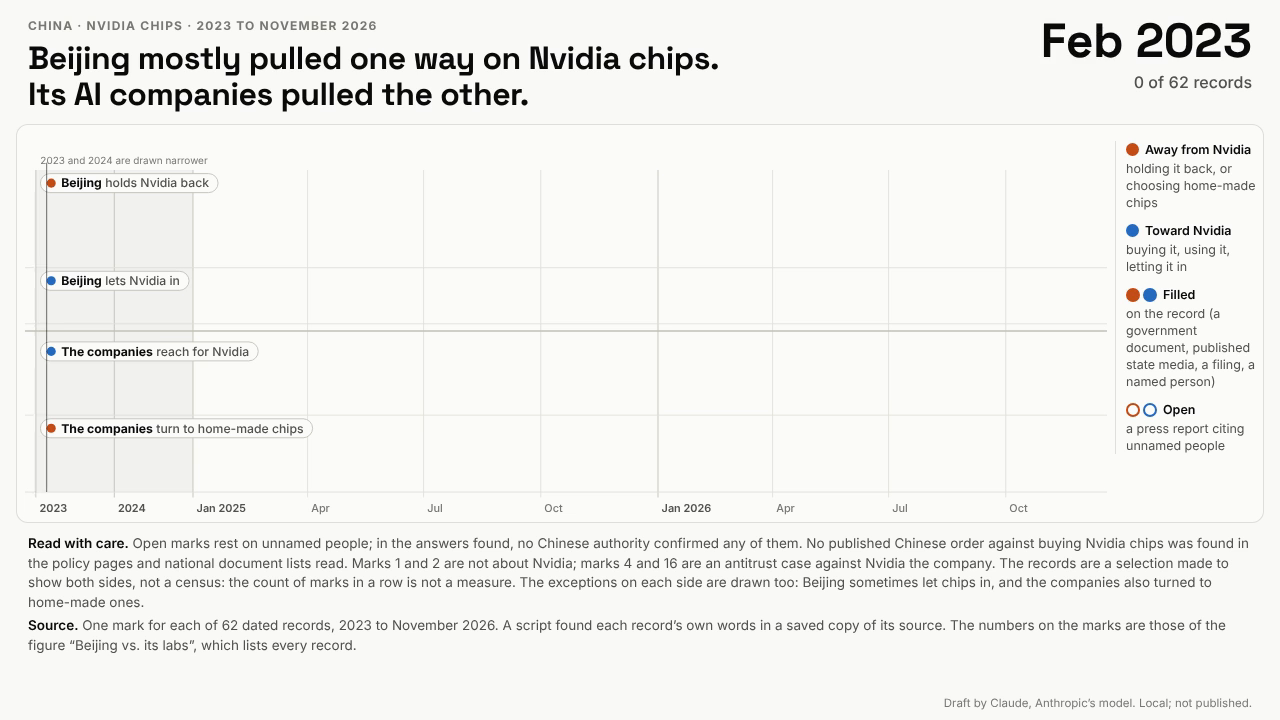 CHINA · NVIDIA CHIPS · 2023 TO NOVEMBER 2026
Beijing mostly pulled one way on Nvidia chips.
Its AI companies pulled the other.
Feb 2023
0 of 62 records
2023 and 2024 are drawn narrower
Beijing holds Nvidia back
Beijing lets Nvidia in
The companies reach for Nvidia
The companies turn to home-made chips
2023
2024
Jan 2025
Apr
Jul
Oct
Jan 2026
Apr
Jul
Oct
Away from Nvidia
holding it back, or
choosing home-made
chips
Toward Nvidia
buying it, using it,
letting it in
Filled
on the record (a
government
document, published
state media, a filing, a
named person)
Open
a press report citing
unnamed people
Read with care. Open marks rest on unnamed people; in the answers found, no Chinese authority confirmed any of them. No published Chinese order against buying Nvidia chips was found in
the policy pages and national document lists read. Marks 1 and 2 are not about Nvidia; marks 4 and 16 are an antitrust case against Nvidia the company. The records are a selection made to
show both sides, not a census: the count of marks in a row is not a measure. The exceptions on each side are drawn too: Beijing sometimes let chips in, and the companies also turned to
home-made ones.
Source. One mark for each of 62 dated records, 2023 to November 2026. A script found each record’s own words in a saved copy of its source. The numbers on the marks are those of the
figure “Beijing vs. its labs”, which lists every record.
Draft by Claude, Anthropic’s model. Local; not published.